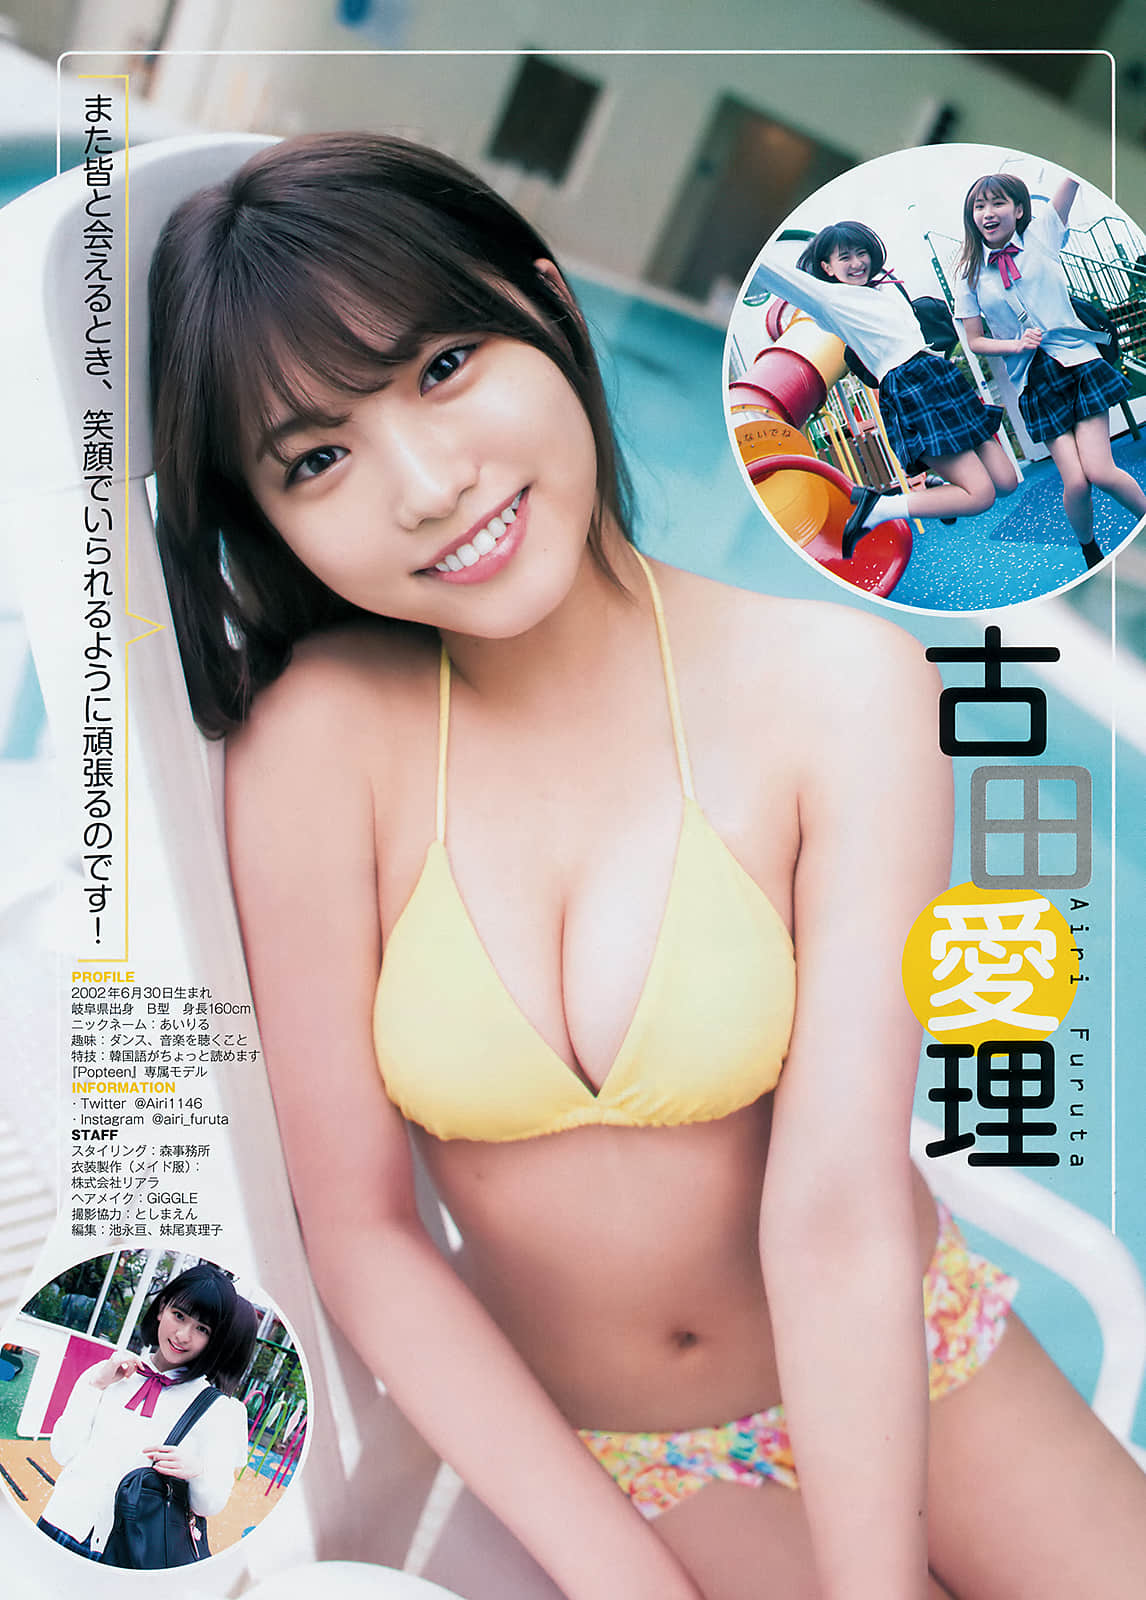 また皆と会えるとき、笑顔でいられるように頑張るのです！
らないでね
古田愛理
Airi Furuta
PROFILE
2002年6月30日生まれ
岐阜県出身　B型　身長160cm
ニックネーム：あいりる
趣味：ダンス、音楽を聴くこと
特技：韓国語がちょっと読めます
『Popteen』専属モデル
INFORMATION
・Twitter @Airi1146
・Instagram @airi_furuta
STAFF
スタイリング：森事務所
衣装製作（メイド服）：
株式会社リアラ
ヘアメイク：GiGGLE
撮影協力：としまえん
編集：池永亘、妹尾真理子